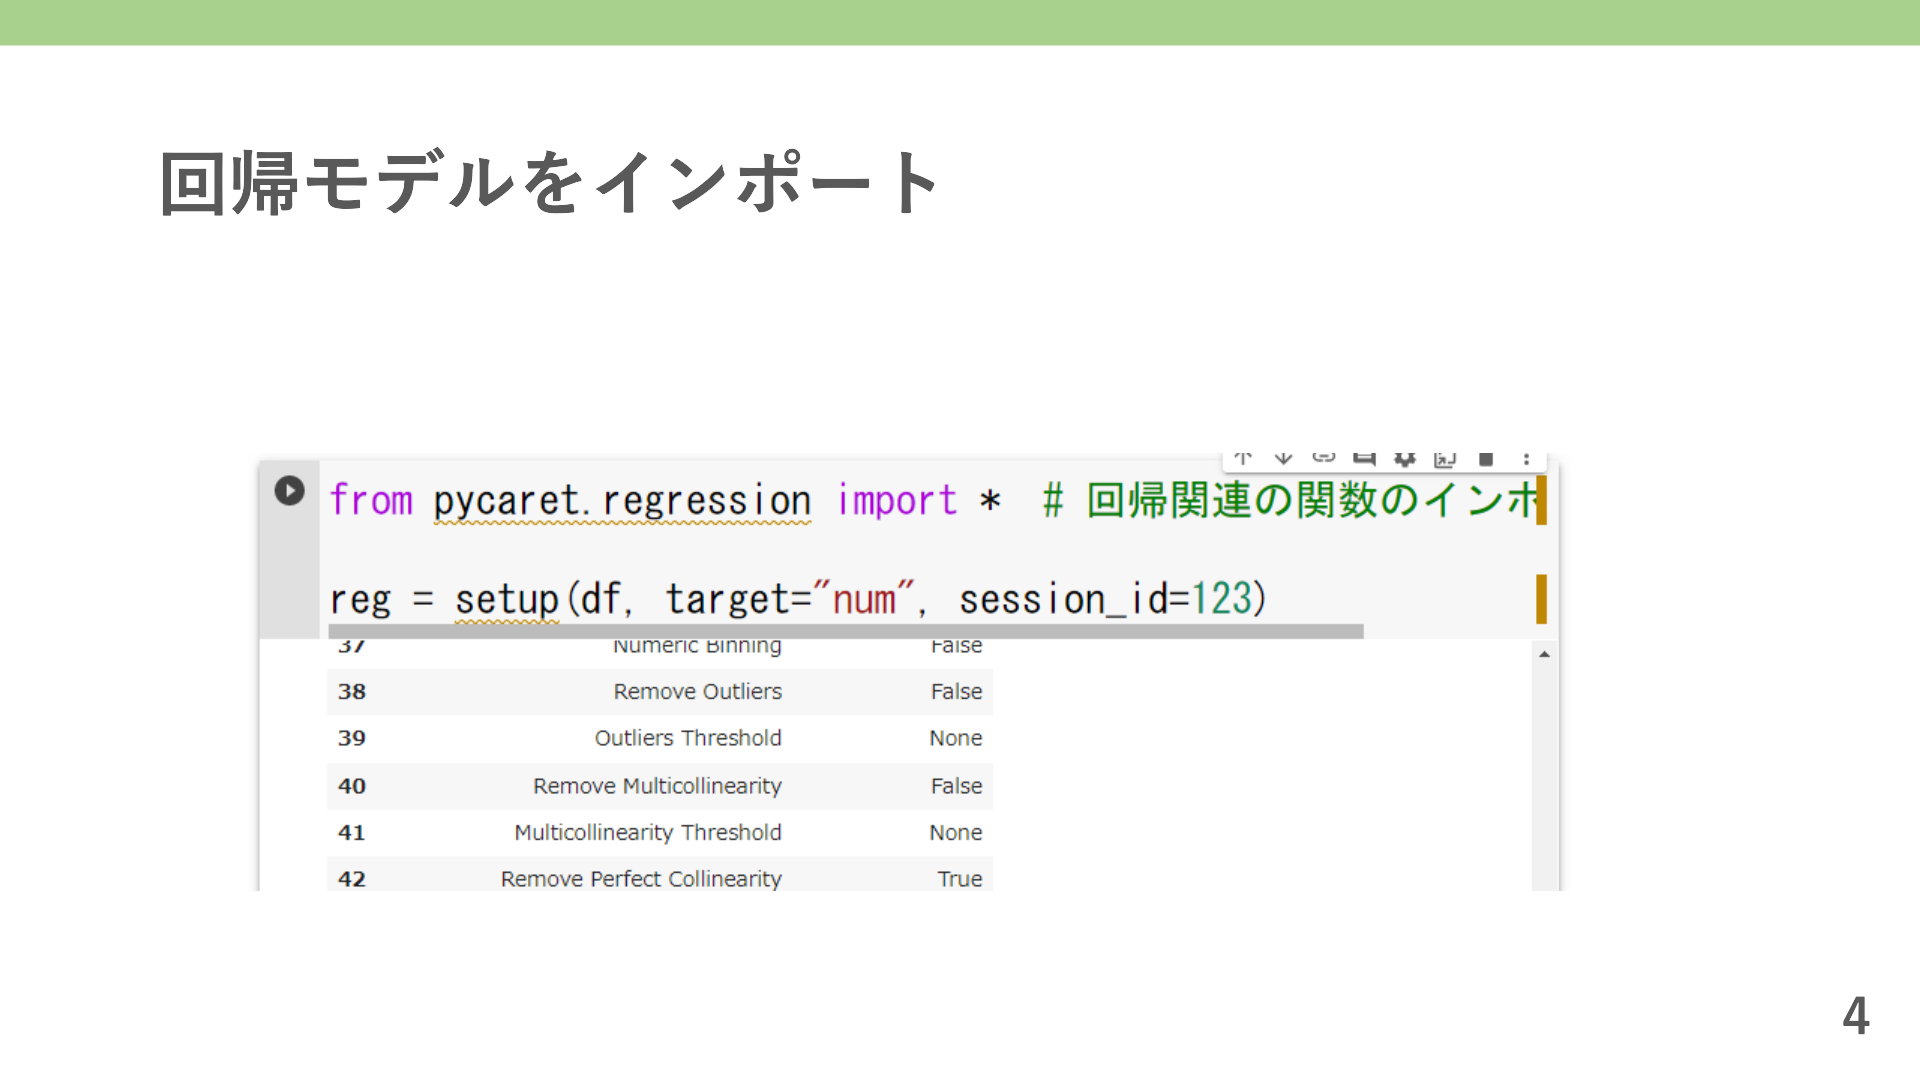 回帰モデルをインポート
from pycaret.regression import * # 回帰関連の関数のインポ
reg = setup(df, target="num", session_id=123)
37 Numeric Binning False
38 Remove Outliers False
39 Outliers Threshold None
40 Remove Multicollinearity False
41 Multicollinearity Threshold None
42 Remove Perfect Collinearity True
4